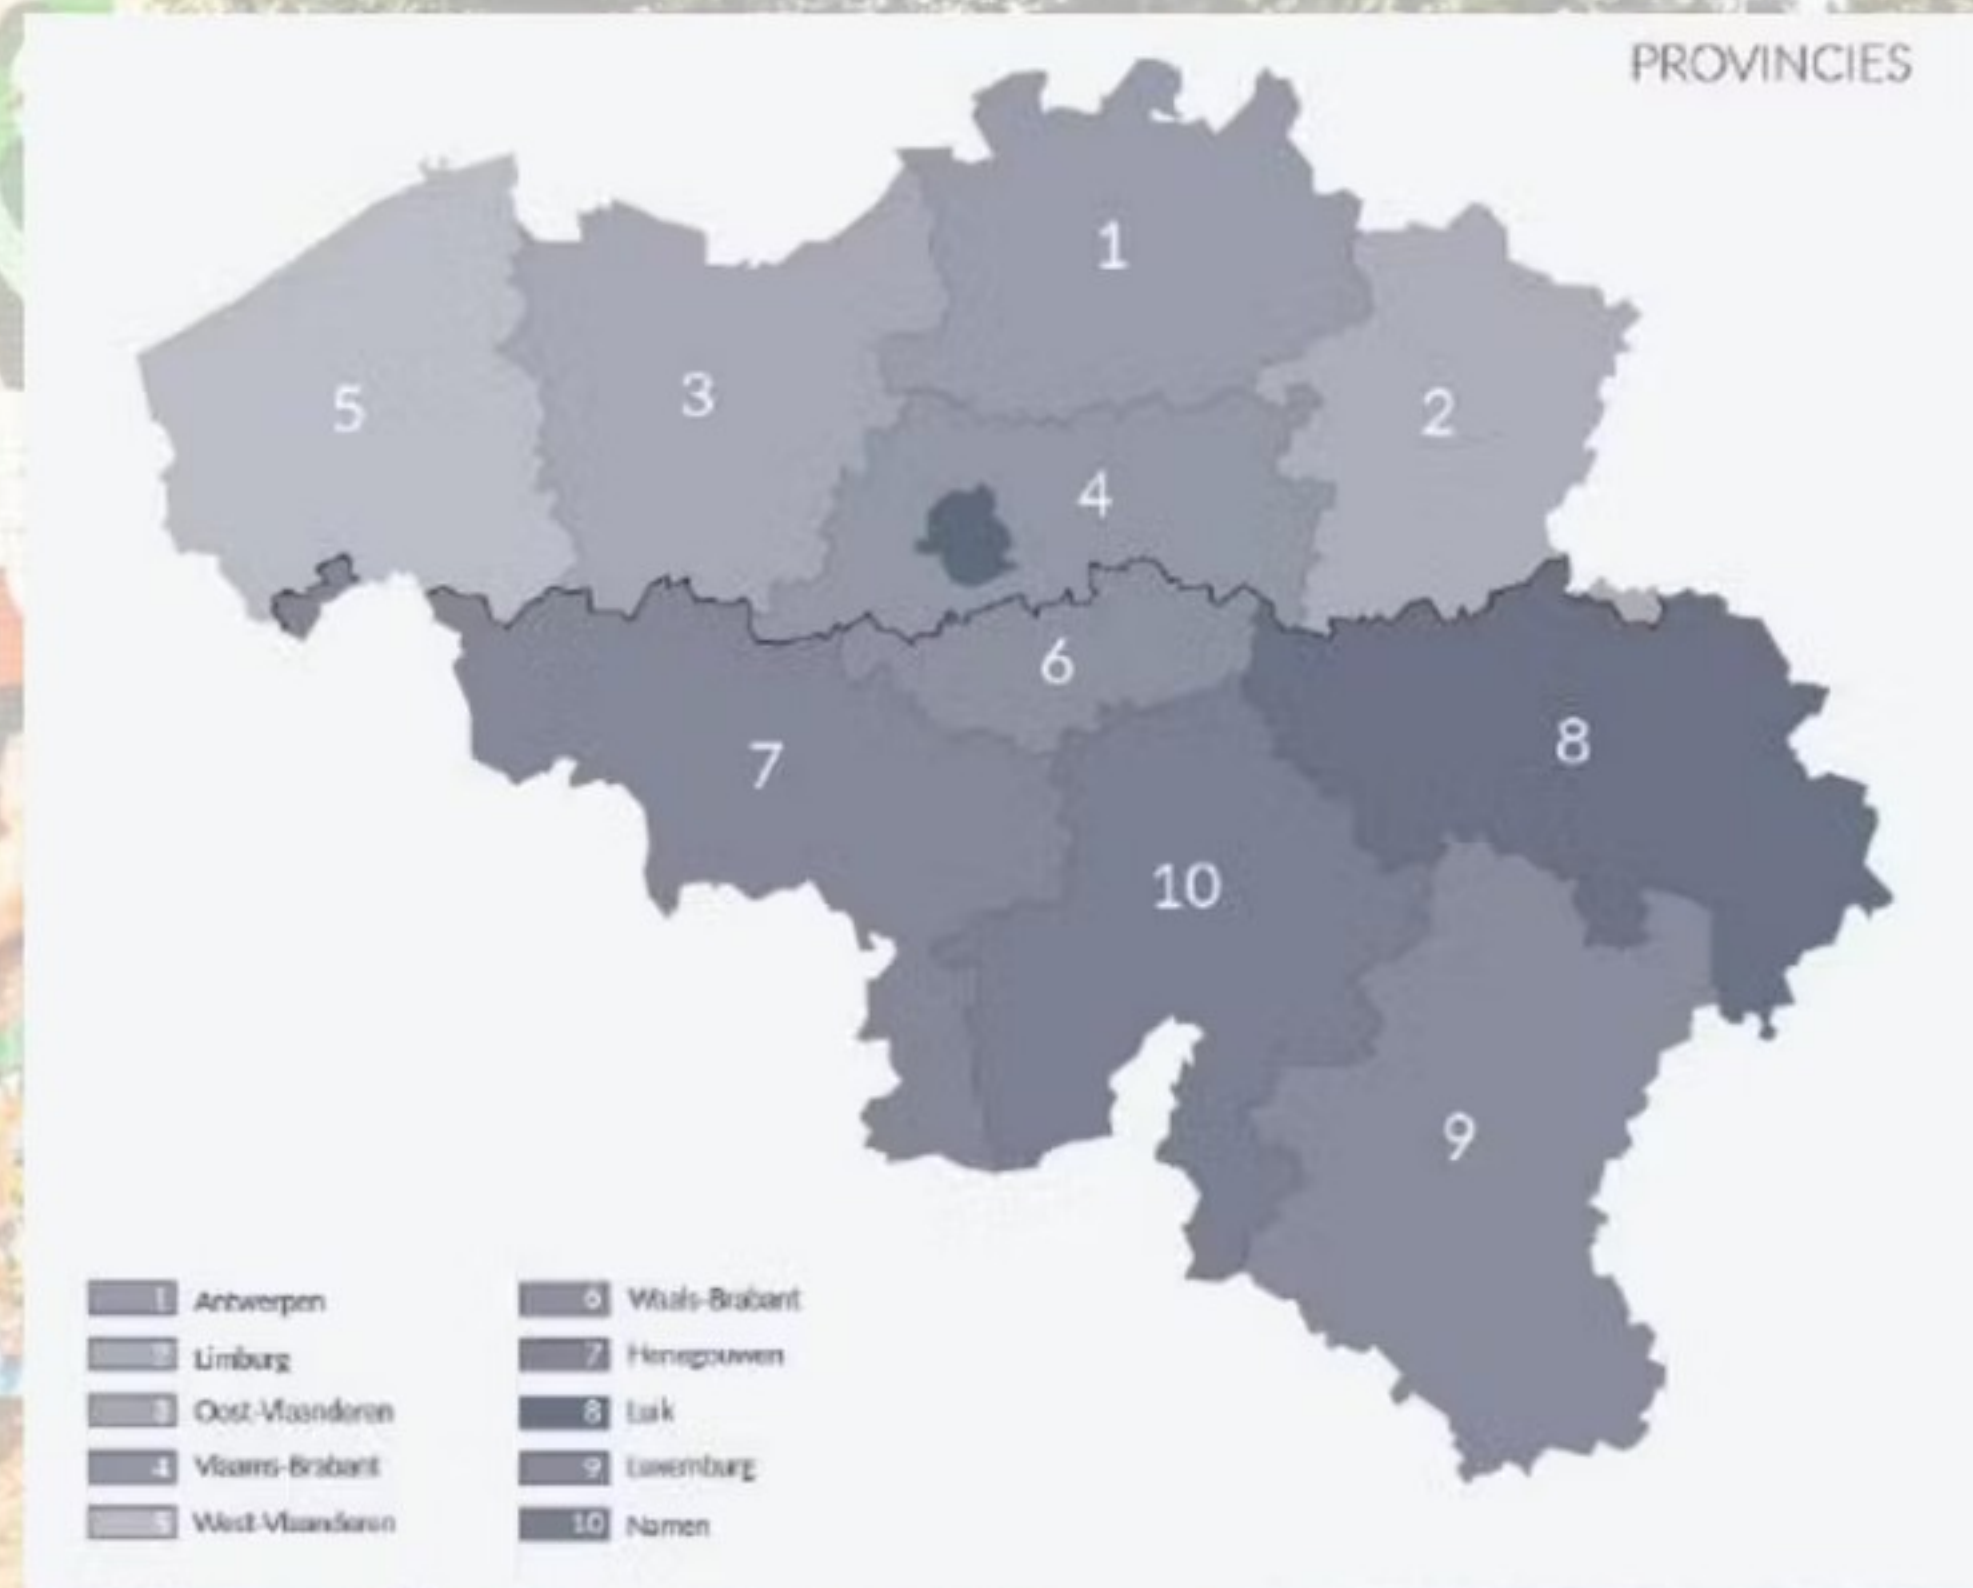 PROVINCIES
1
5
3
2
4
6
8
7
10
9
1 Antwerpen
2 Limburg
3 Oost-Vlaanderen
4 Vlaams-Brabant
5 West-Vlaanderen
6 Waals-Brabant
7 Henegouwen
8 Luik
9 Luxemburg
10 Namen